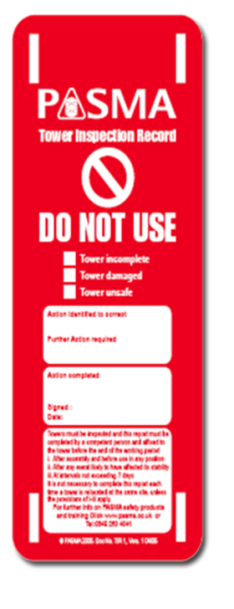 PASMA
Tower Inspection Record
DO NOT USE
Tower incomplete
Tower damaged
Tower unsafe
Action identified to correct
Further Action required
Action completed
Signed :
Date:
Towers must be inspected and this report must be
completed by a competent person and affixed to
the tower before the end of the working period
i. After assembly and before use in any position
ii. After any event likely to have affected its stability
iii. At intervals not exceeding 7 days
It is not necessary to complete this report each
time a tower is relocated at the same site, unless
the provisions of i-iii apply
For further info on PASMA safety products
and training Click www.pasma.co.uk or
Tel:0845 230 4041
© PASMA 2005. Doc No. TIR 1, Vers. 1 04/05